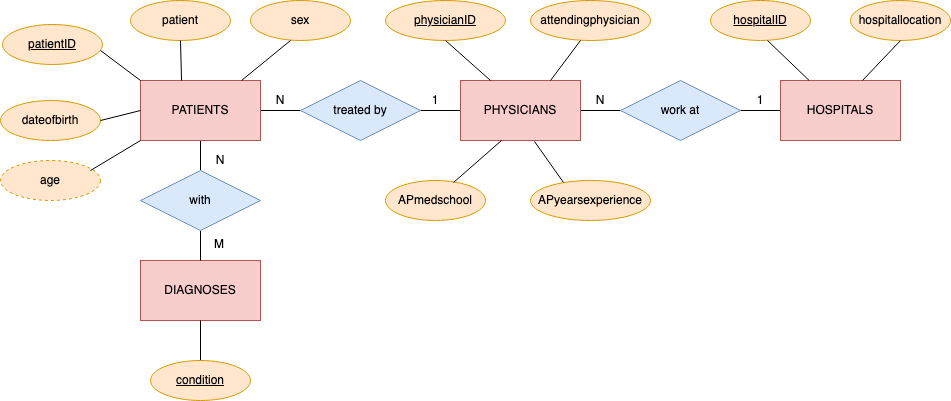 patient
sex
physicianID
attendingphysician
hospitalID
hospitallocation
patientID
PATIENTS
N
treated by
1
PHYSICIANS
N
work at
1
HOSPITALS
dateofbirth
N
age
with
APmedschool
APyearsexperience
M
DIAGNOSES
condition